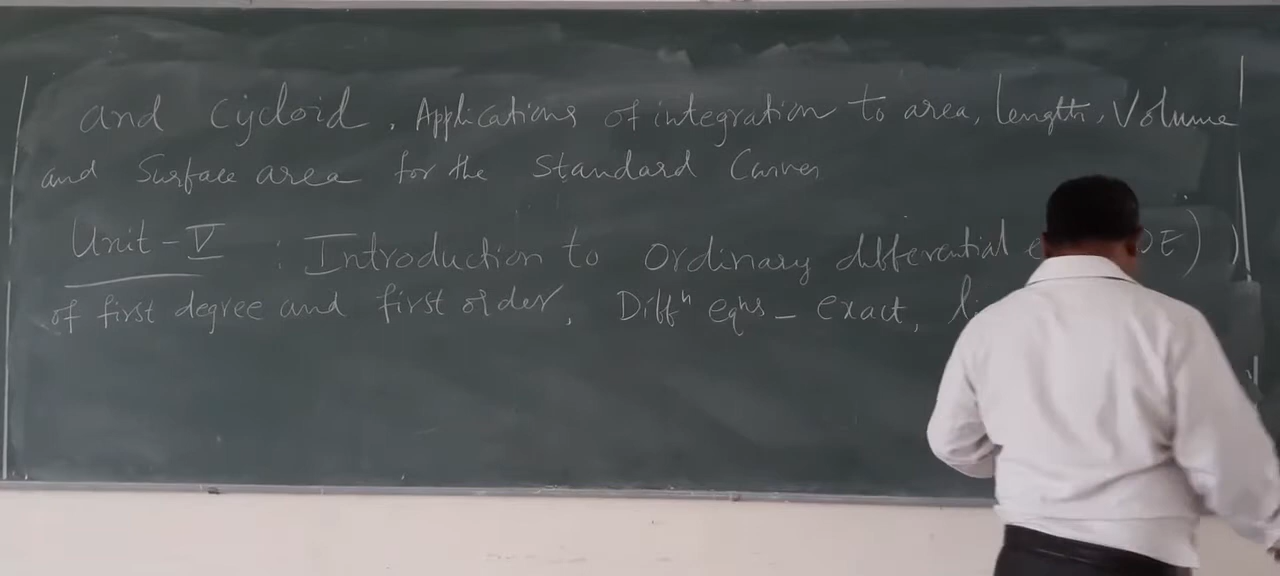 and Cycloid. Applications of integration to area, length, Volume
and Surface area for the Standard Curves
Unit-V : Introduction to Ordinary differential DE)
of first degree and first order, Diffⁿ eqns - exact,